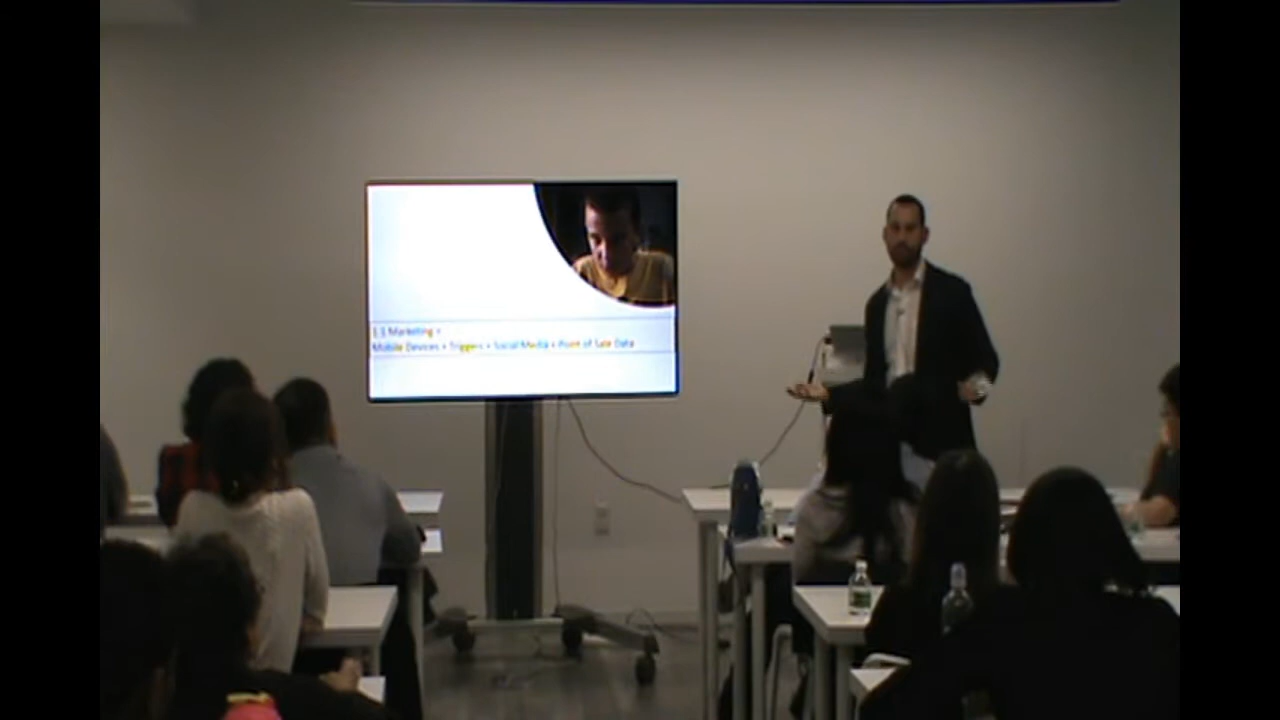 1:1 Marketing =
Mobile Devices + Triggers + Social Media + Point of Sale Data